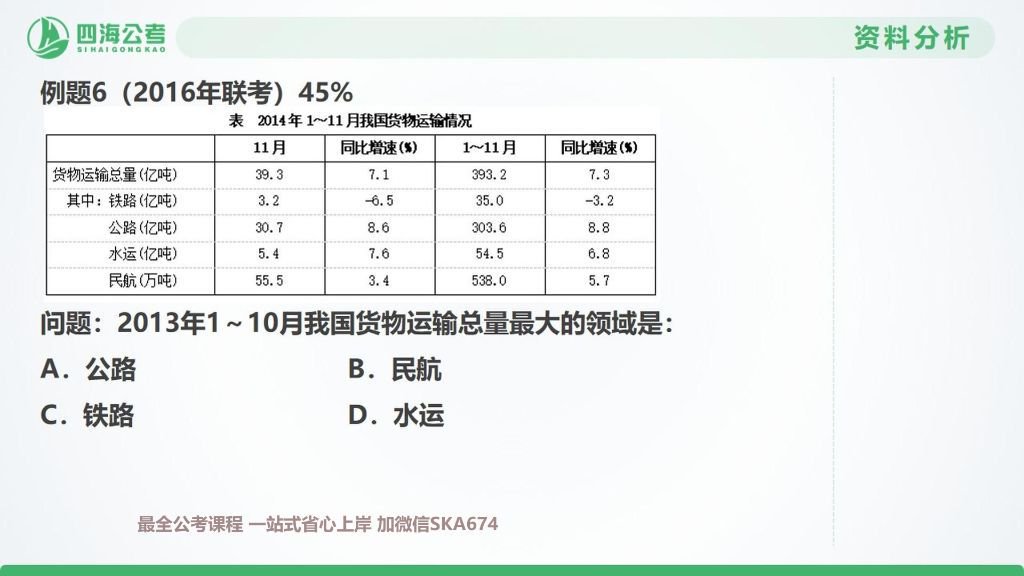 四海公考
SIHAIGONGKAO
资料分析
例题6（2016年联考）45%
表 2014年1～11月我国货物运输情况
11月 同比增速(%) 1～11月 同比增速(%)
货物运输总量(亿吨) 39.3 7.1 393.2 7.3
其中：铁路(亿吨) 3.2 -6.5 35.0 -3.2
公路(亿吨) 30.7 8.6 303.6 8.8
水运(亿吨) 5.4 7.6 54.5 6.8
民航(万吨) 55.5 3.4 538.0 5.7
问题：2013年1～10月我国货物运输总量最大的领域是：
A．公路 B．民航
C．铁路 D．水运
最全公考课程 一站式省心上岸 加微信SKA674